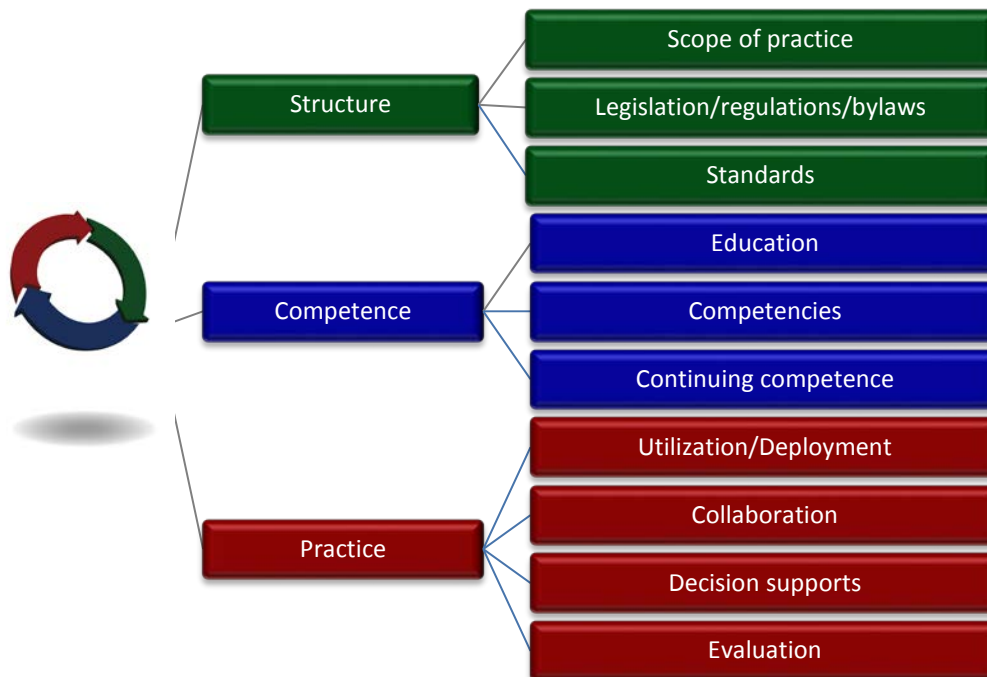 Structure
Scope of practice
Legislation/regulations/bylaws
Standards
Competence
Education
Competencies
Continuing competence
Practice
Utilization/Deployment
Collaboration
Decision supports
Evaluation